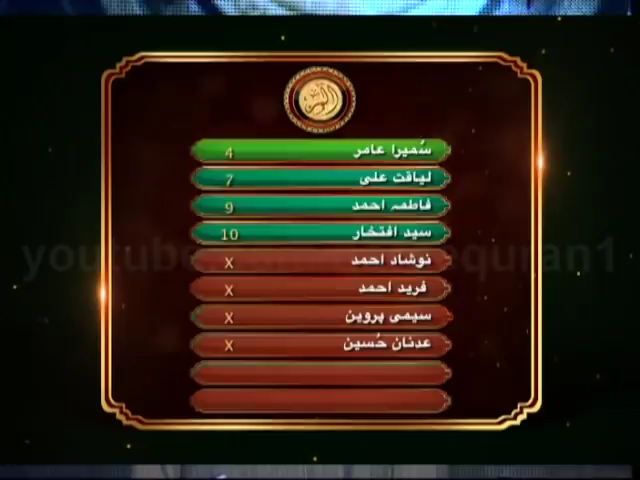 سُمیرا عامر 4
لیاقت علی 7
فاطمہ احمد 9
سید افتخار 10
نوشاد احمد X
فرید احمد X
سیمی پروین X
عدنان حُسین X